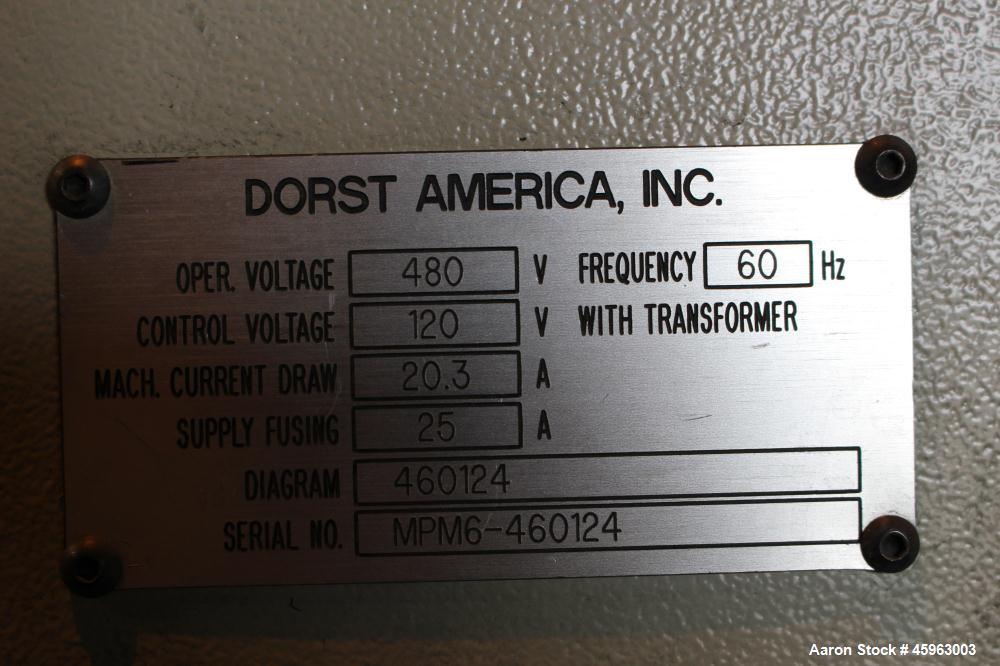 DORST AMERICA, INC.
OPER. VOLTAGE 480 V FREQUENCY 60 Hz
CONTROL VOLTAGE 120 V WITH TRANSFORMER
MACH. CURRENT DRAW 20.3 A
SUPPLY FUSING 25 A
DIAGRAM 460124
SERIAL NO. MPM6-460124
Aaron Stock # 45963003